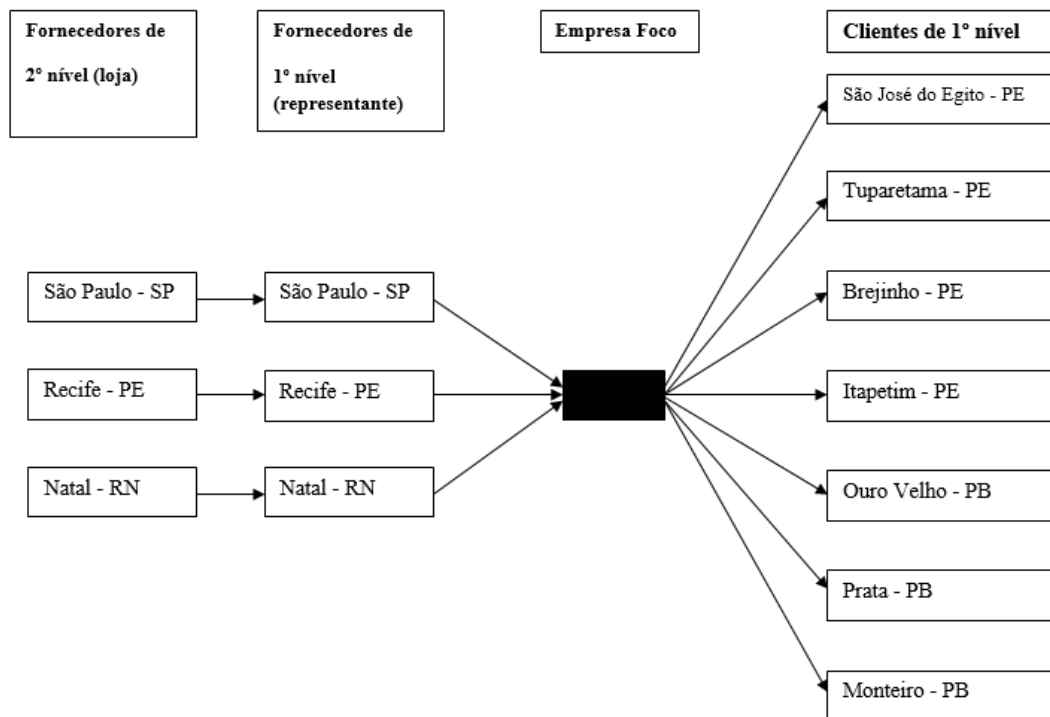 Fornecedores de
2º nível (loja)
Fornecedores de
1º nível
(representante)
Empresa Foco
Clientes de 1º nível
São José do Egito - PE
Tuparetama - PE
Brejinho - PE
São Paulo - SP
São Paulo - SP
Recife - PE
Recife - PE
Itapetim - PE
Natal - RN
Natal - RN
Ouro Velho - PB
Prata - PB
Monteiro - PB